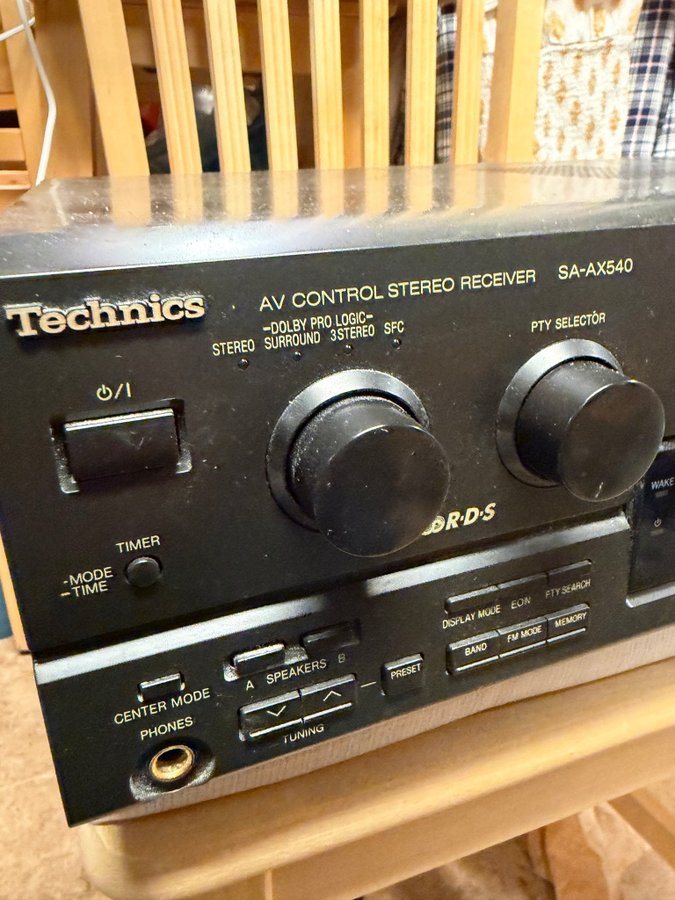 Technics
AV CONTROL STEREO RECEIVER SA-AX540
-DOLBY PRO LOGIC-
STEREO SURROUND 3STEREO SFC
PTY SELECTOR
⏻/I
WAKE
⏻
R·D·S
TIMER
-MODE
-TIME
DISPLAY MODE EON PTY SEARCH
BAND FM MODE MEMORY
A SPEAKERS B
PRESET
CENTER MODE
TUNING
PHONES